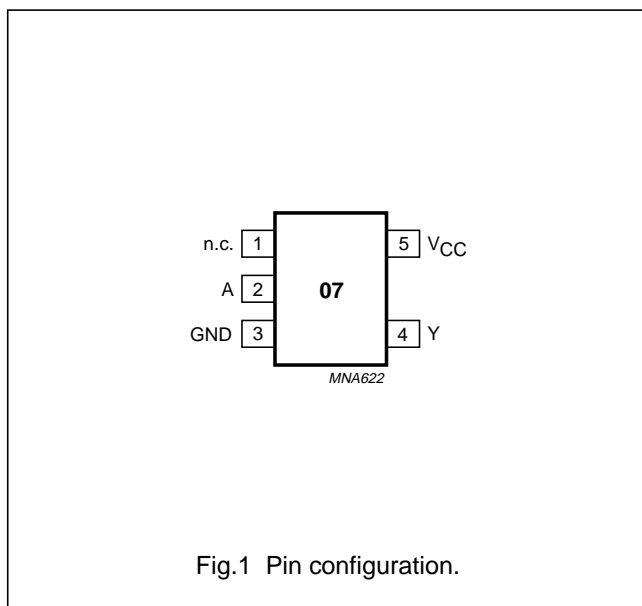 n.c. 1 5 VCC
A 2 07
GND 3 4 Y
MNA622
Fig.1 Pin configuration.